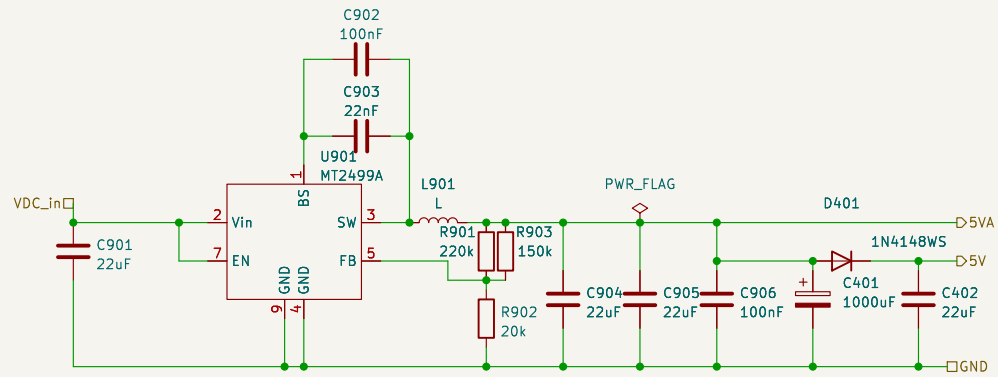 C902
100nF
C903
22nF
U901
MT2499A
1
BS
VDC_in
2
Vin
SW
3
7
EN
FB
5
GND
GND
9
4
C901
22uF
L901
L
R901
220k
R903
150k
R902
20k
PWR_FLAG
C904
22uF
C905
22uF
C906
100nF
D401
1N4148WS
+
C401
1000uF
C402
22uF
5VA
5V
GND